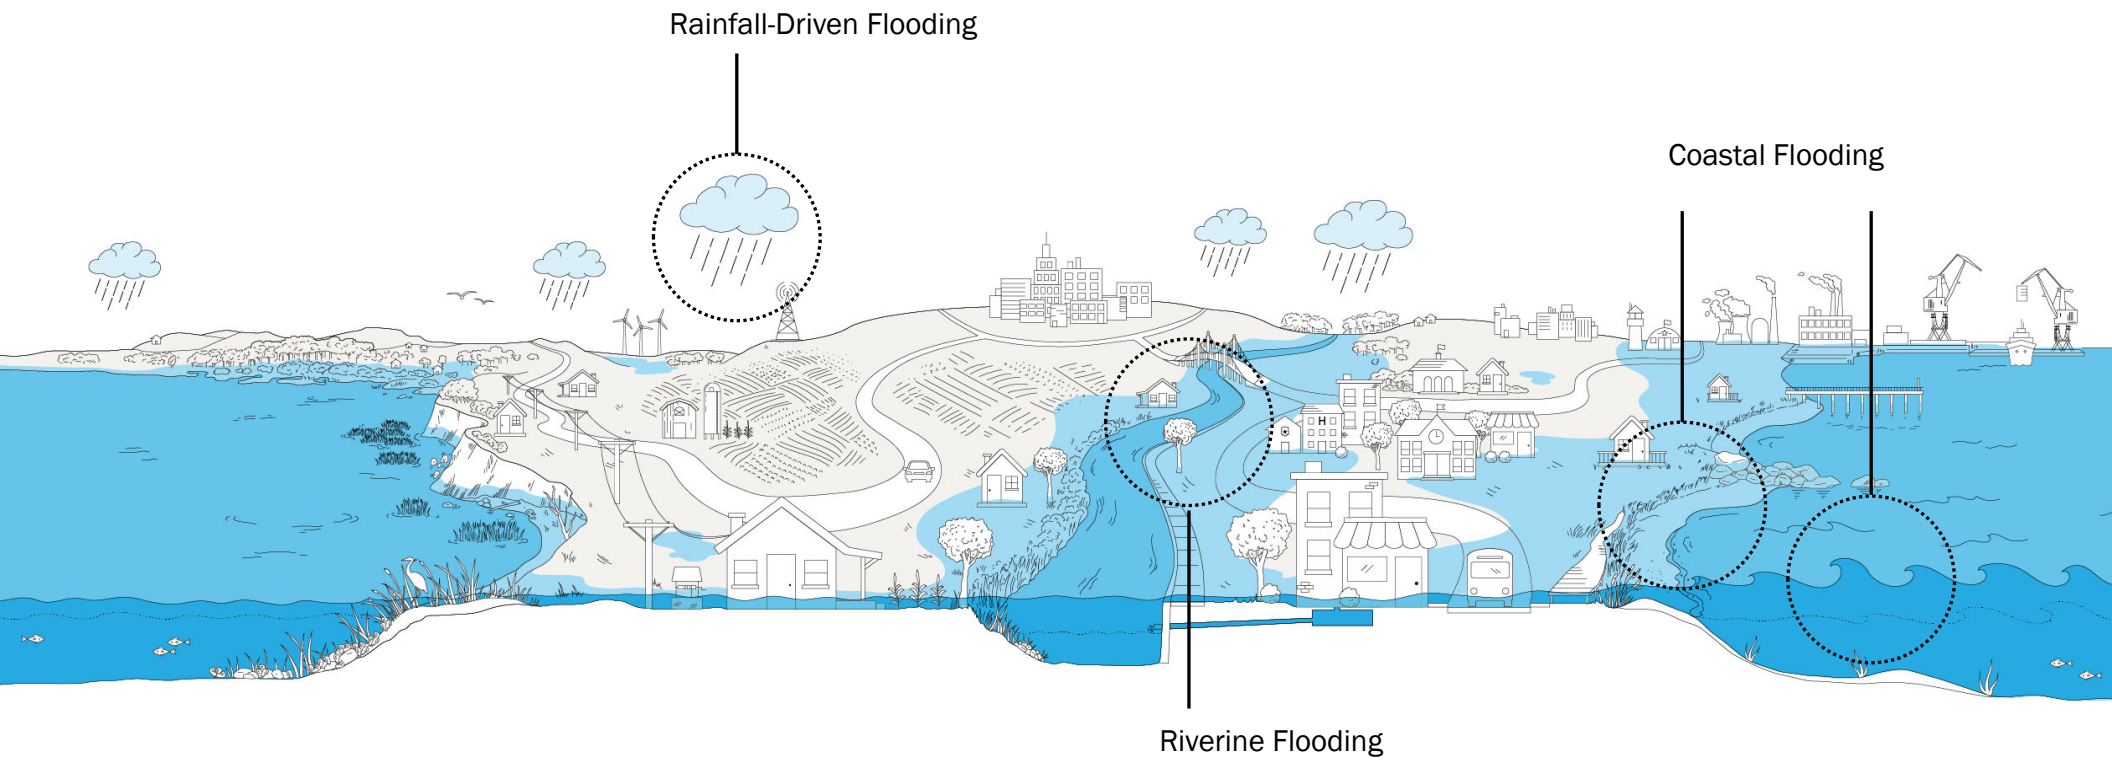 Rainfall-Driven Flooding
Coastal Flooding
H
Riverine Flooding